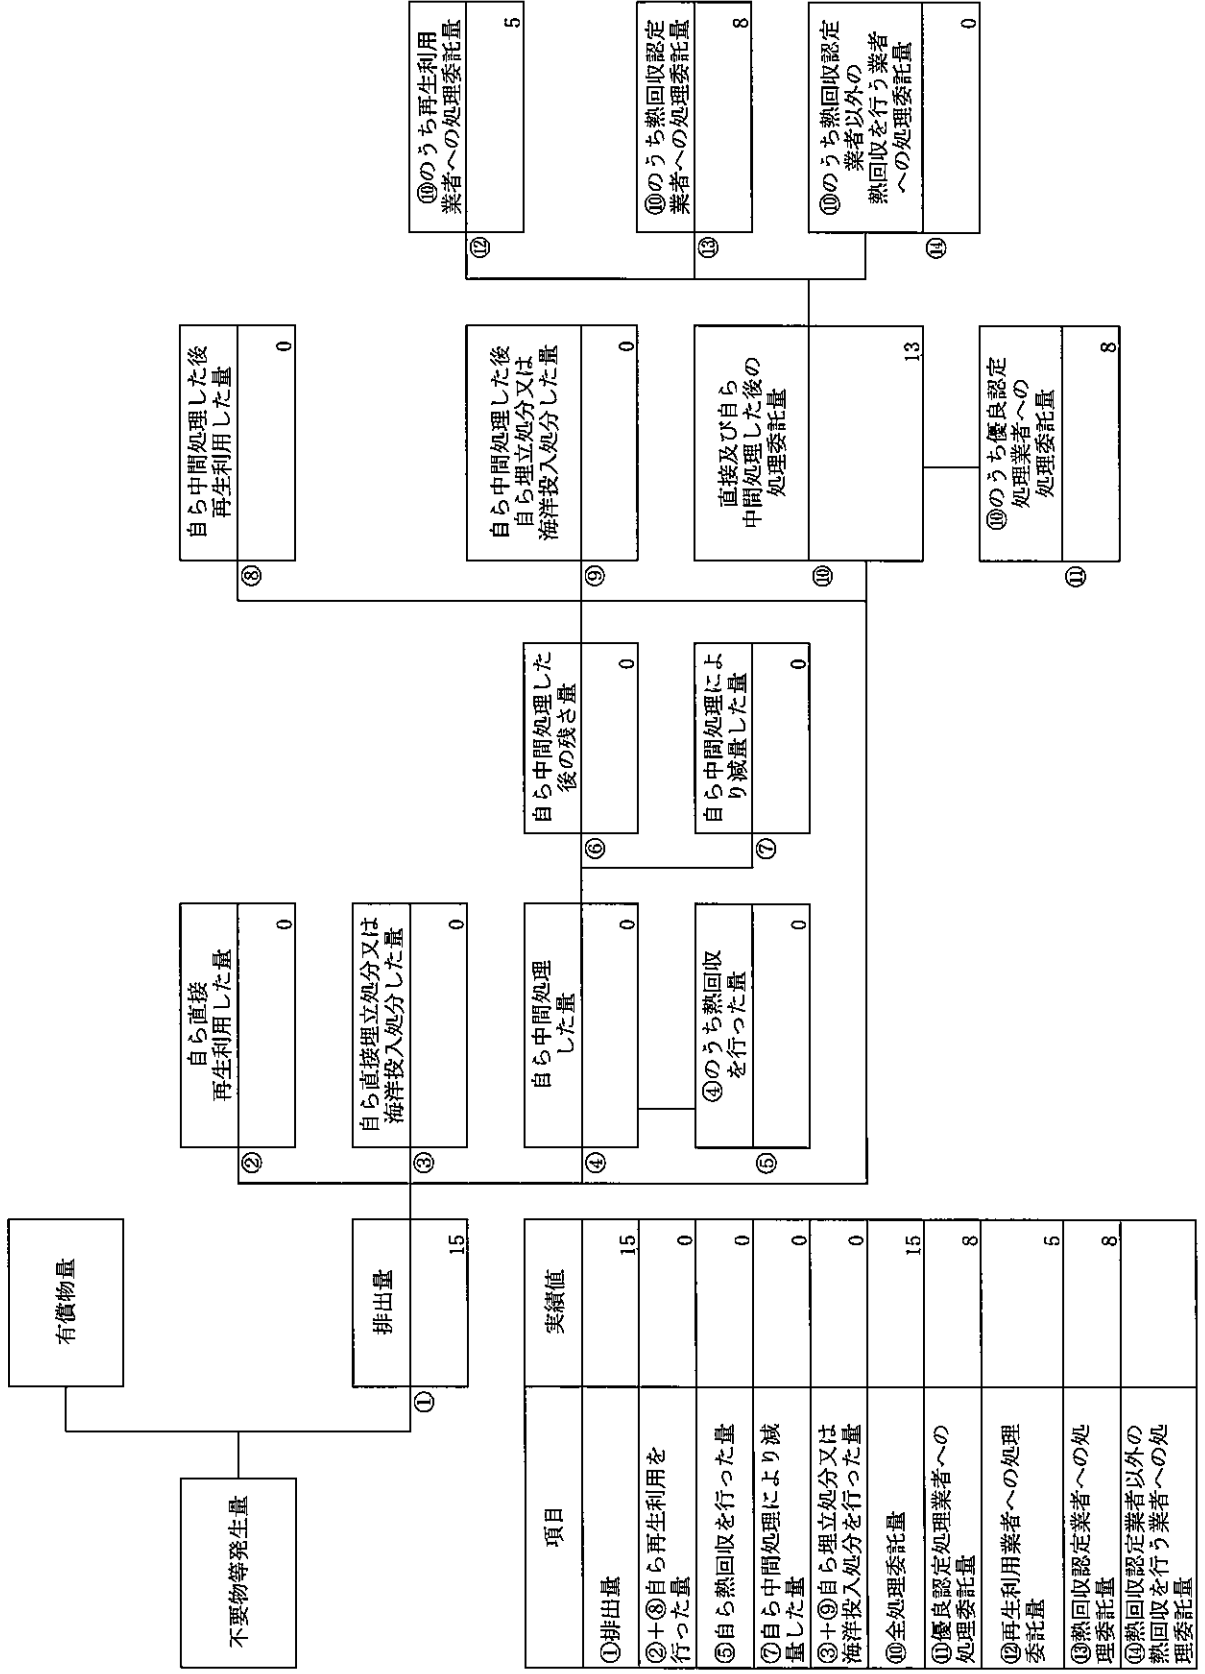 不要物等発生量
有償物量
排出量
①
15
自ら直接
再生利用した量
②
0
自ら直接埋立処分又は
海洋投入処分した量
③
0
自ら中間処理
した量
④
0
④のうち熱回収
を行った量
⑤
0
自ら中間処理した
後の残さ量
⑥
0
自ら中間処理によ
り減量した量
⑦
0
自ら中間処理した後
再生利用した量
⑧
0
自ら中間処理した後
自ら埋立処分又は
海洋投入処分した量
⑨
0
直接及び自ら
中間処理した後の
処理委託量
⑩
13
⑩のうち優良認定
処理業者への
処理委託量
⑪
8
⑩のうち再生利用
業者への処理委託量
⑫
5
⑩のうち熱回収認定
業者への処理委託量
⑬
8
⑩のうち熱回収認定
業者以外の
熱回収を行う業者
への処理委託量
⑭
0
項目 実績値
①排出量 15
②+⑧自ら再生利用を
行った量 0
⑤自ら熱回収を行った量 0
⑦自ら中間処理により減
量した量 0
③+⑨自ら埋立処分又は
海洋投入処分を行った量 0
⑩全処理委託量 15
⑪優良認定処理業者への
処理委託量 8
⑫再生利用業者への処理
委託量 5
⑬熱回収認定業者への処
理委託量 8
⑭熱回収認定業者以外の
熱回収を行う業者への処
理委託量